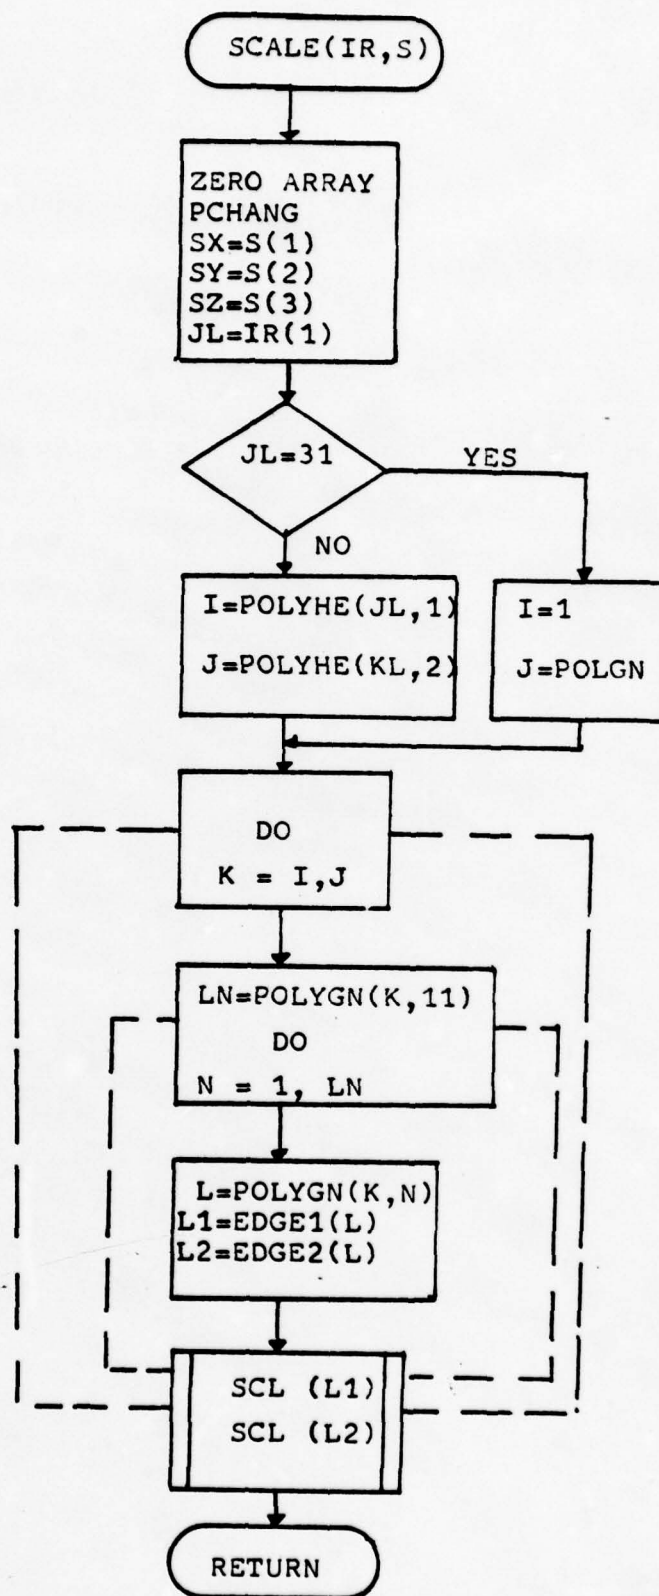 SCALE(IR,S)
ZERO ARRAY
PCHANG
SX=S(1)
SY=S(2)
SZ=S(3)
JL=IR(1)
JL=31
YES
NO
I=POLYHE(JL,1)
J=POLYHE(KL,2)
I=1
J=POLGN
DO
K = I,J
LN=POLYGN(K,11)
DO
N = 1, LN
L=POLYGN(K,N)
L1=EDGE1(L)
L2=EDGE2(L)
SCL (L1)
SCL (L2)
RETURN